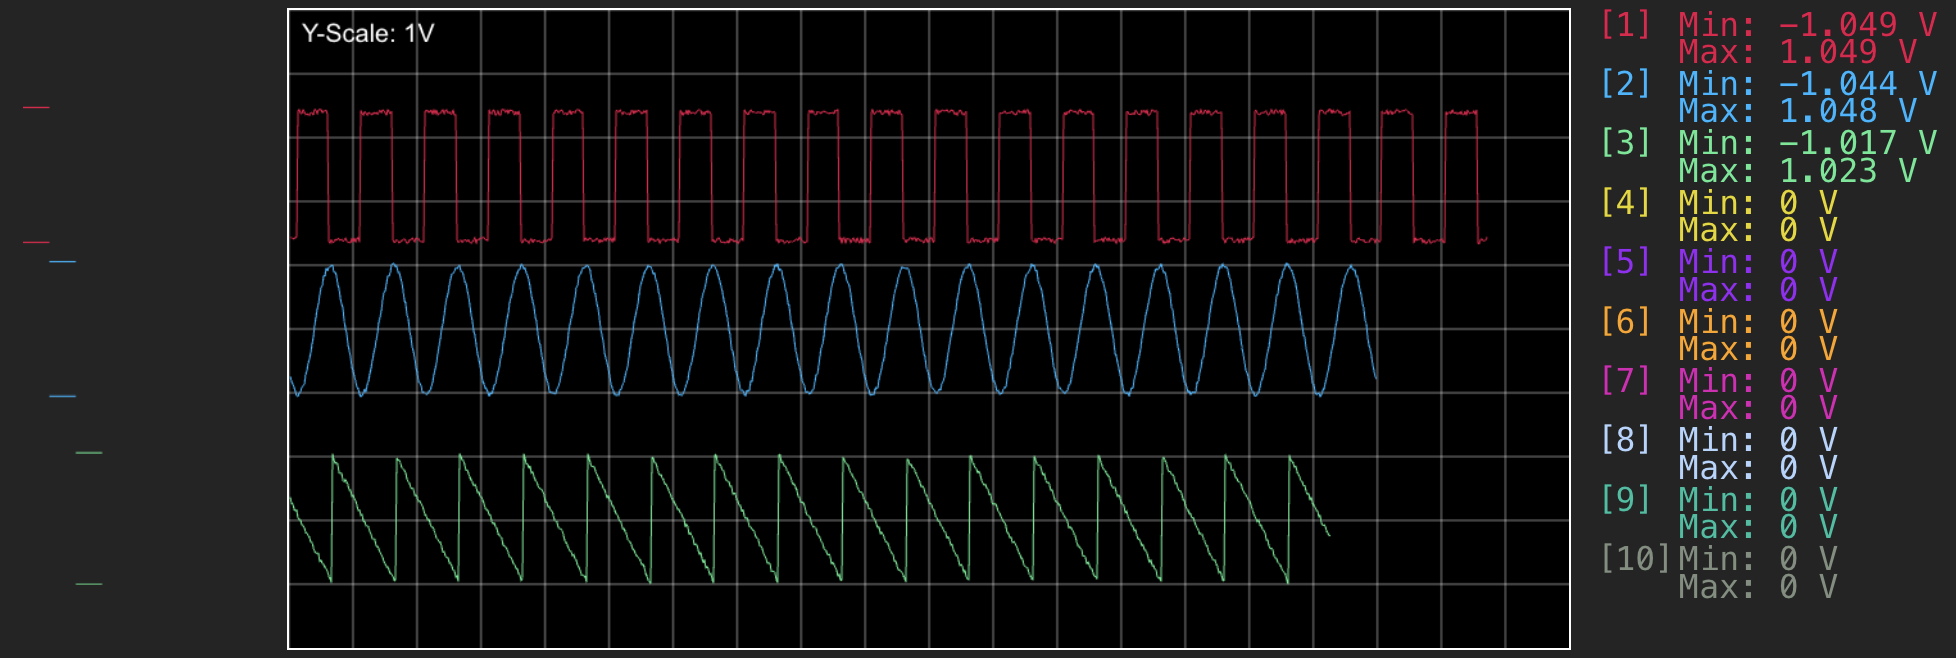 Y-Scale: 1V
[1] Min: −1.049 V
Max: 1.049 V
[2] Min: −1.044 V
Max: 1.048 V
[3] Min: −1.017 V
Max: 1.023 V
[4] Min: 0 V
Max: 0 V
[5] Min: 0 V
Max: 0 V
[6] Min: 0 V
Max: 0 V
[7] Min: 0 V
Max: 0 V
[8] Min: 0 V
Max: 0 V
[9] Min: 0 V
Max: 0 V
[10] Min: 0 V
Max: 0 V